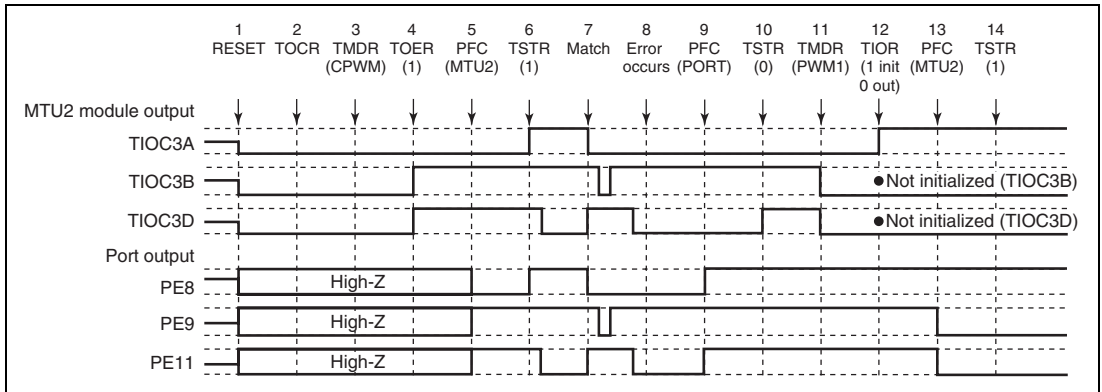 1 2 3 4 5 6 7 8 9 10 11 12 13 14
RESET TOCR TMDR TOER PFC TSTR Match Error PFC TSTR TMDR TIOR PFC TSTR
(CPWM) (1) (MTU2) (1) occurs (PORT) (0) (PWM1) (1 init (MTU2) (1)
0 out)
MTU2 module output
TIOC3A
TIOC3B
●Not initialized (TIOC3B)
TIOC3D
●Not initialized (TIOC3D)
Port output
PE8
High-Z
PE9
High-Z
PE11
High-Z